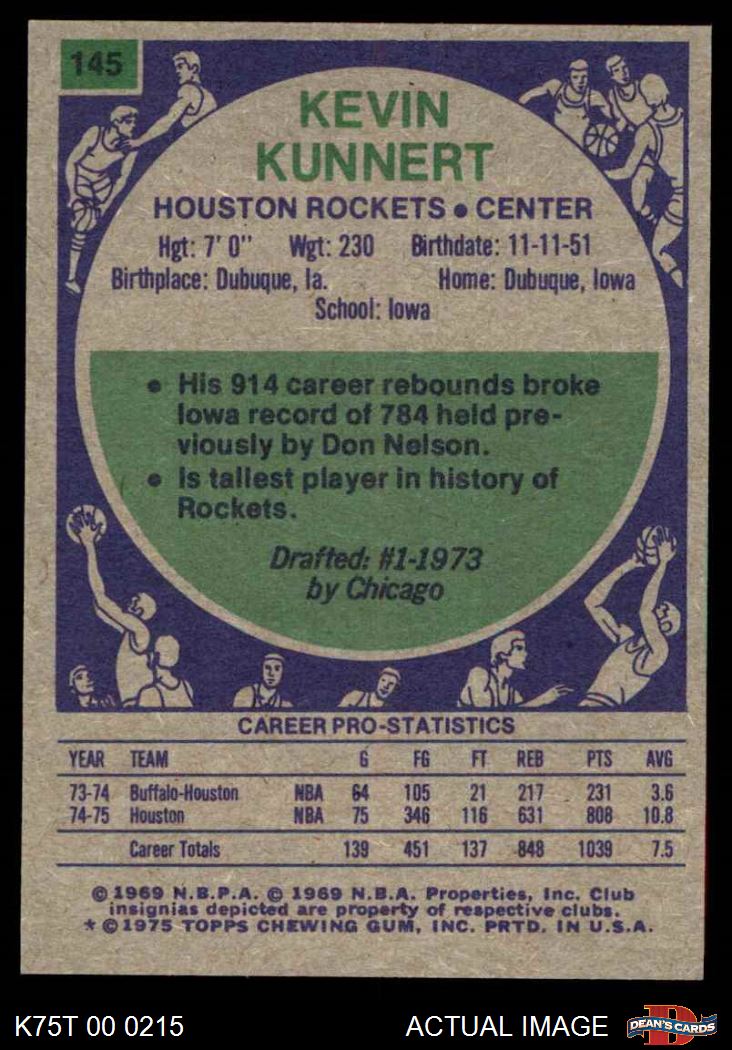 145
KEVIN
KUNNERT
HOUSTON ROCKETS • CENTER
Hgt: 7' 0" Wgt: 230 Birthdate: 11-11-51
Birthplace: Dubuque, Ia. Home: Dubuque, Iowa
School: Iowa
• His 914 career rebounds broke
Iowa record of 784 held pre-
viously by Don Nelson.
• Is tallest player in history of
Rockets.
Drafted: #1-1973
by Chicago
CAREER PRO-STATISTICS
YEAR TEAM G FG FT REB PTS AVG
73-74 Buffalo-Houston NBA 64 105 21 217 231 3.6
74-75 Houston NBA 75 346 116 631 808 10.8
Career Totals 139 451 137 848 1039 7.5
© 1969 N.B.P.A. © 1969 N.B.A. Properties, Inc. Club
insignias depicted are property of respective clubs.
* © 1975 TOPPS CHEWING GUM, INC. PRTD. IN U.S.A.
K75T 00 0215 ACTUAL IMAGE D DEAN'S CARDS